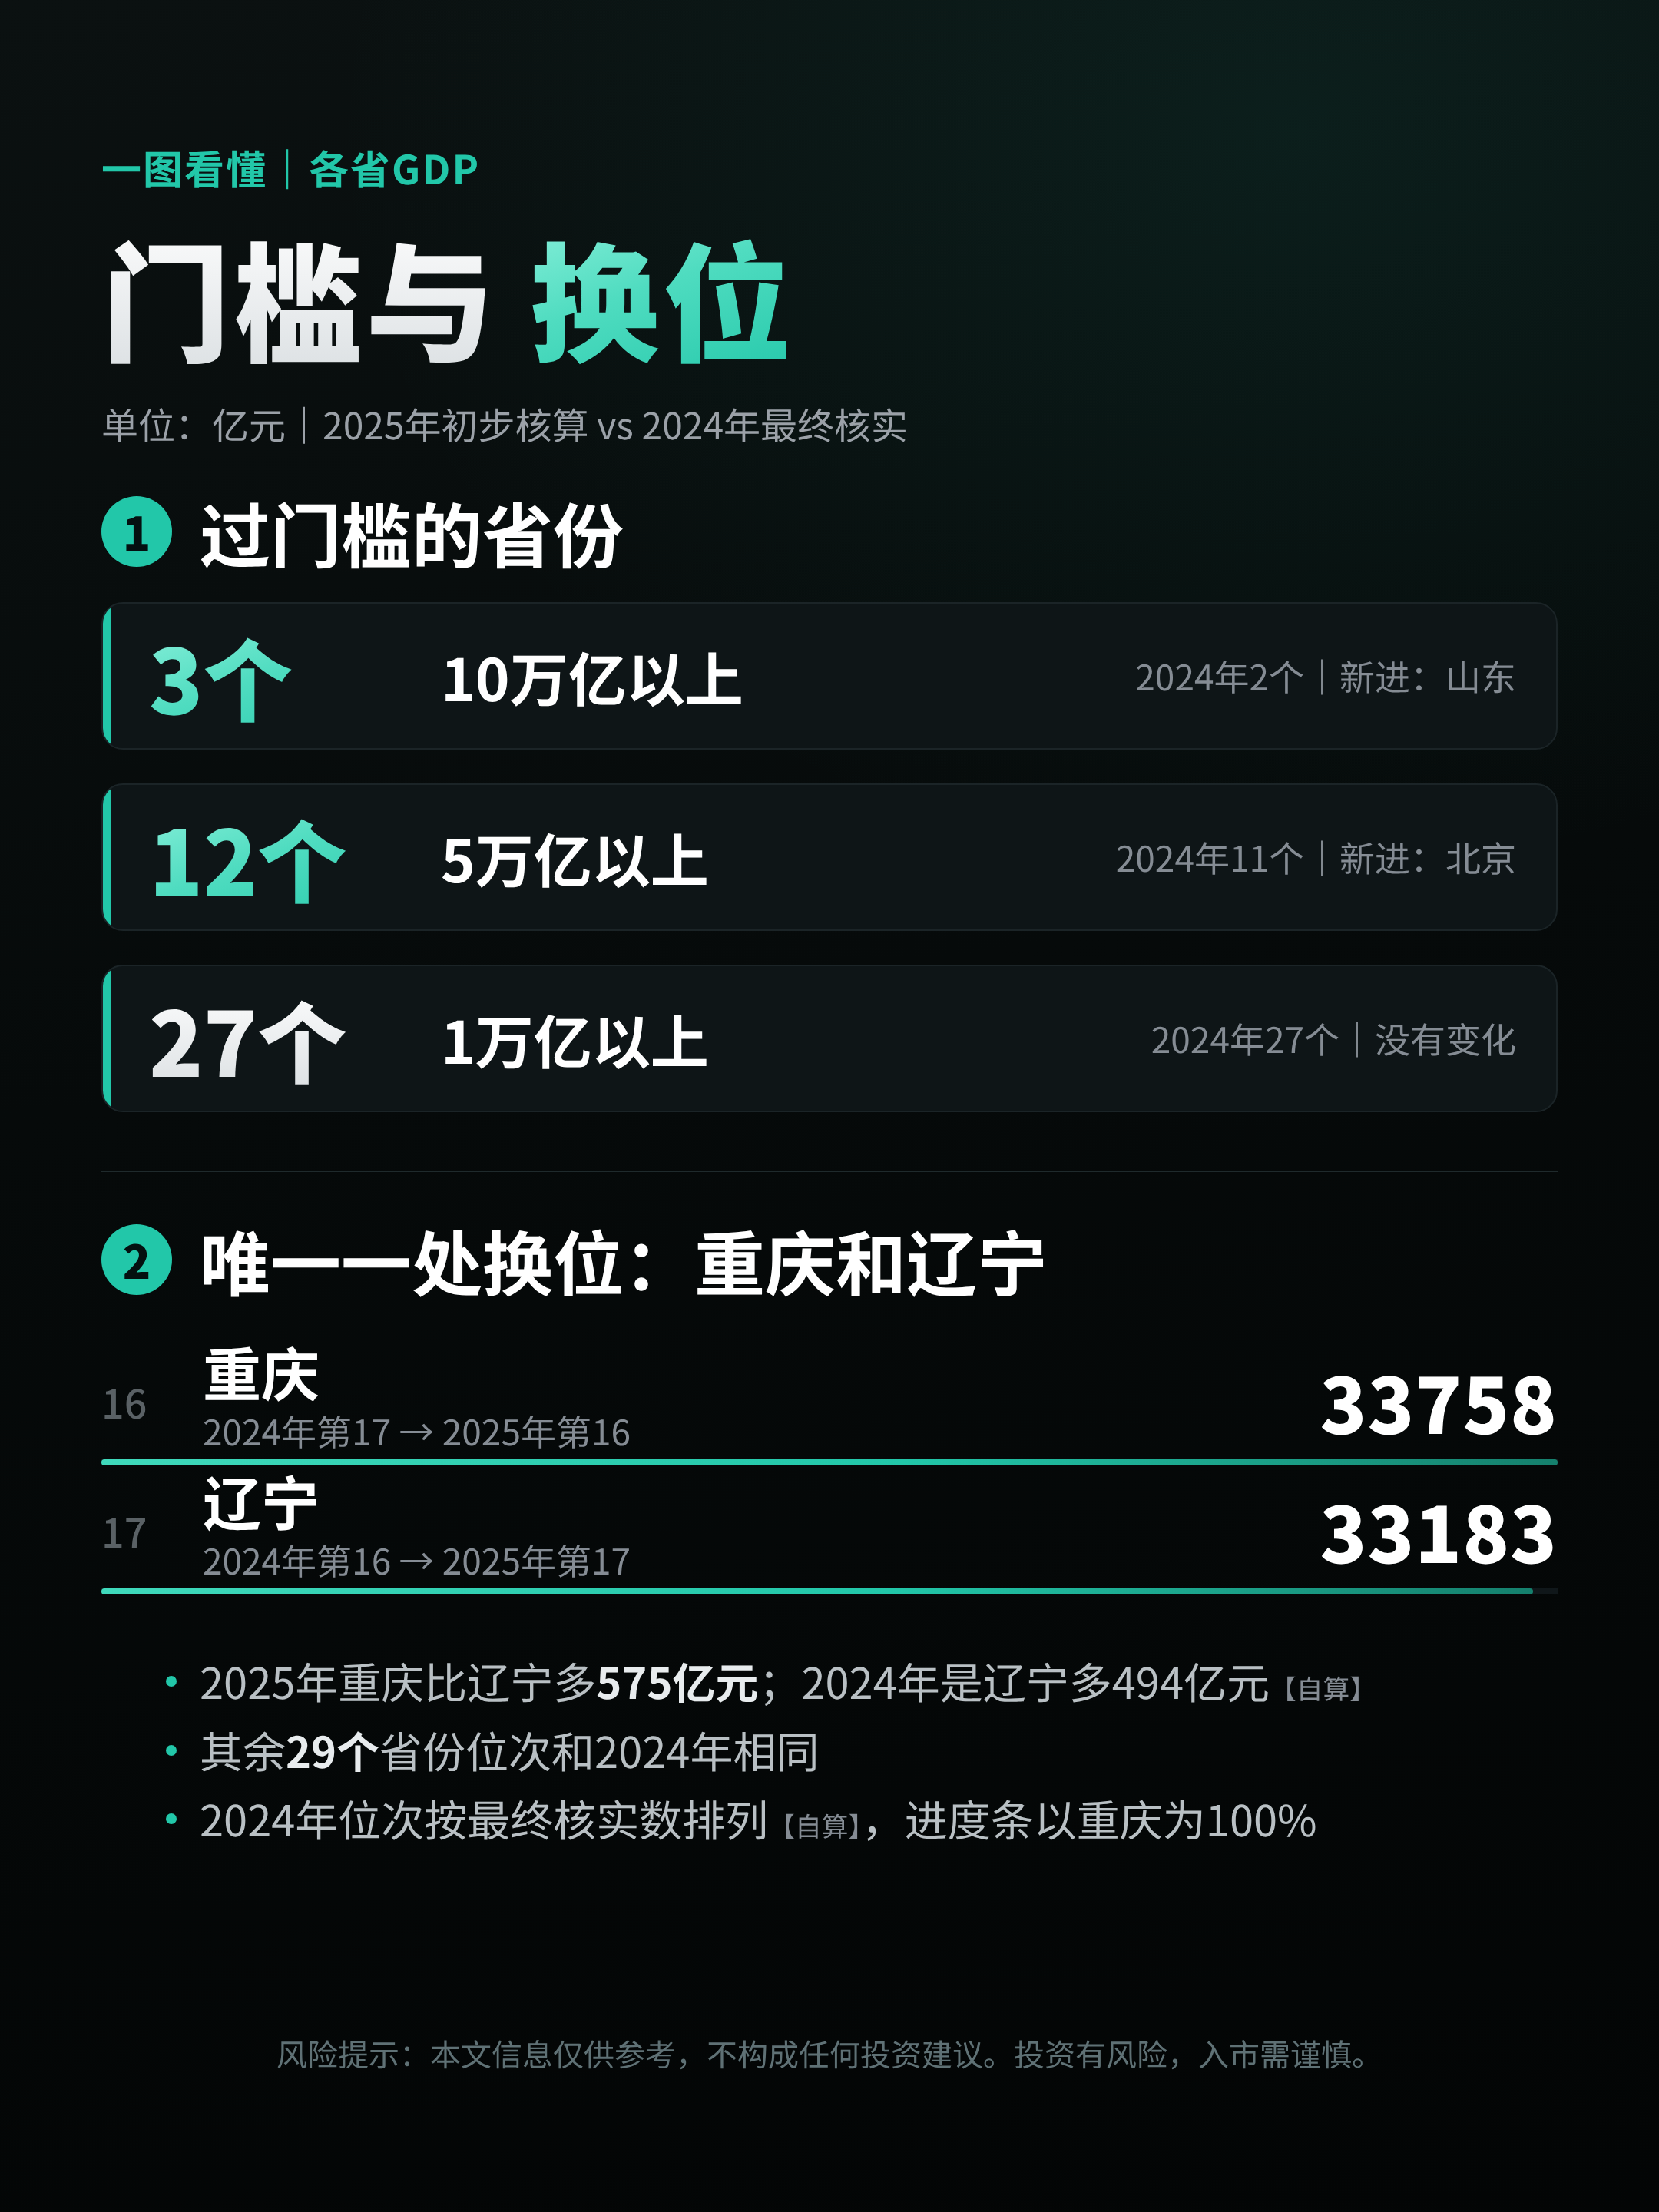 一图看懂｜各省GDP
门槛与 换位
单位：亿元｜2025年初步核算 vs 2024年最终核实
1 过门槛的省份
3个 10万亿以上 2024年2个｜新进：山东
12个 5万亿以上 2024年11个｜新进：北京
27个 1万亿以上 2024年27个｜没有变化
2 唯一一处换位：重庆和辽宁
重庆
16 33758
2024年第17 → 2025年第16
辽宁
17 33183
2024年第16 → 2025年第17
• 2025年重庆比辽宁多575亿元；2024年是辽宁多494亿元【自算】
• 其余29个省份位次和2024年相同
• 2024年位次按最终核实数排列【自算】，进度条以重庆为100%
风险提示：本文信息仅供参考，不构成任何投资建议。投资有风险，入市需谨慎。